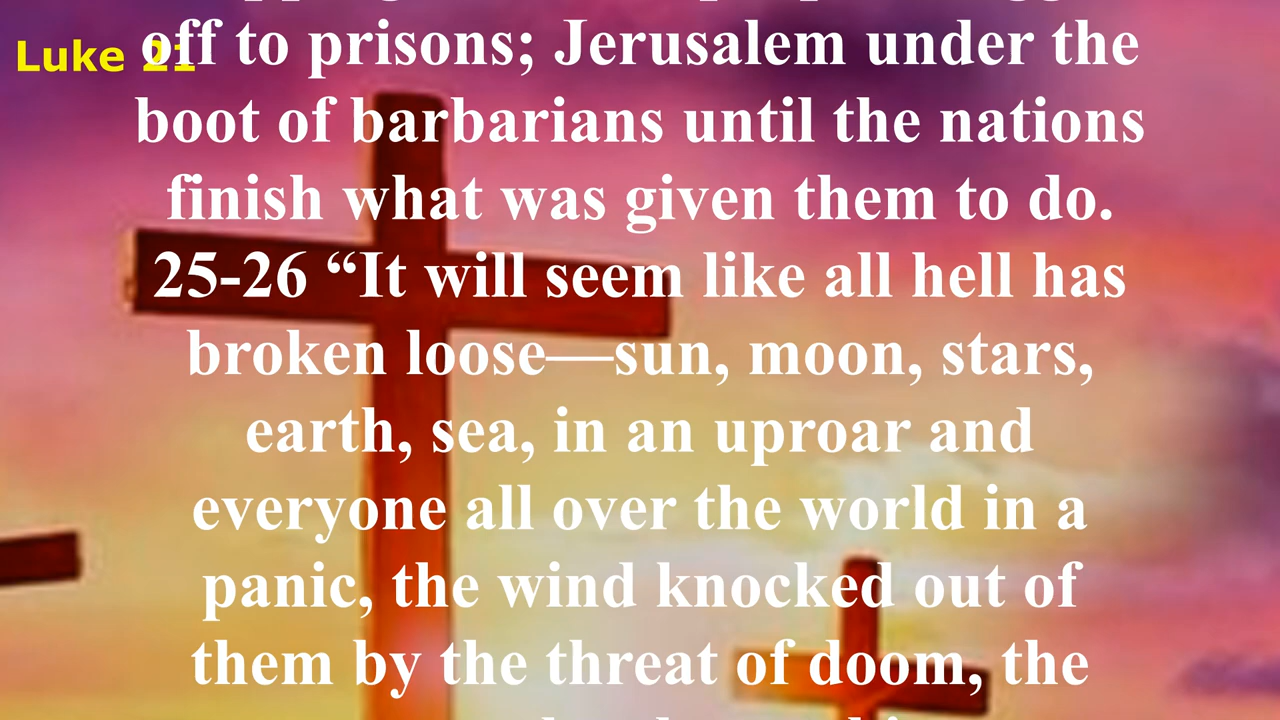 Luke 21
off to prisons; Jerusalem under the
boot of barbarians until the nations
finish what was given them to do.
25-26 “It will seem like all hell has
broken loose—sun, moon, stars,
earth, sea, in an uproar and
everyone all over the world in a
panic, the wind knocked out of
them by the threat of doom, the